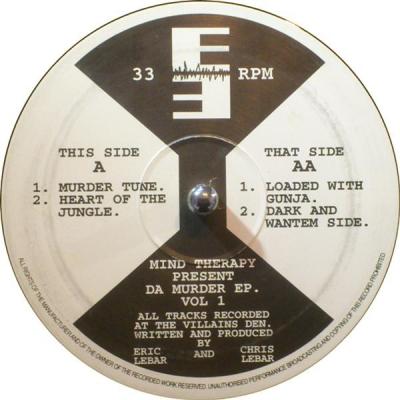 33 RPM
THIS SIDE
A
1. MURDER TUNE.
2. HEART OF THE
JUNGLE.
THAT SIDE
AA
1. LOADED WITH
GUNJA.
2. DARK AND
WANTEM SIDE.
MIND THERAPY
PRESENT
DA MURDER EP.
VOL 1
ALL TRACKS RECORDED
AT THE VILLAINS DEN.
WRITTEN AND PRODUCED
BY
ERIC AND CHRIS
LEBAR LEBAR
ALL RIGHTS OF THE MANUFACTURER AND OF THE OWNER OF THE RECORDED WORK RESERVED. UNAUTHORISED PERFORMANCE BROADCASTING AND COPYING OF THIS RECORD PROHIBITED